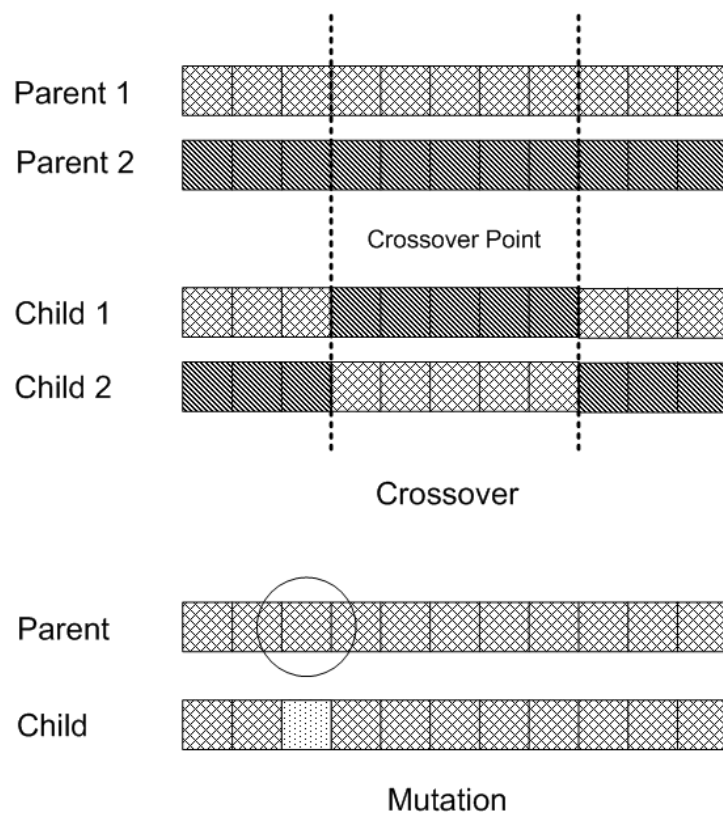 Parent 1
Parent 2
Crossover Point
Child 1
Child 2
Crossover
Parent
Child
Mutation